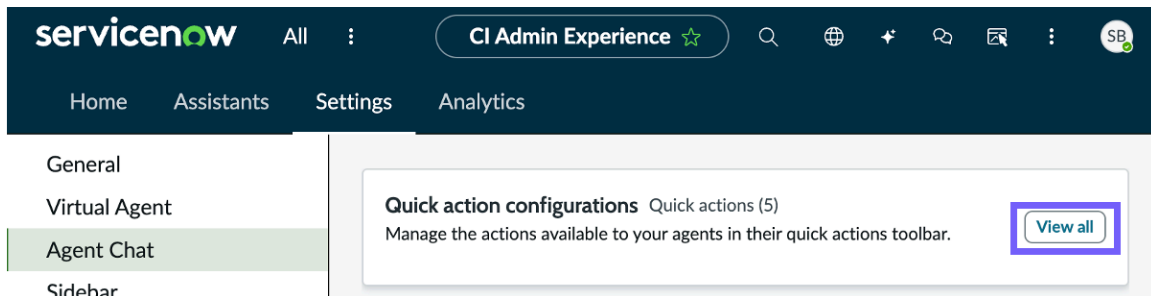 servicenow All CI Admin Experience SB
Home Assistants Settings Analytics
General
Virtual Agent
Agent Chat
Sidebar
Quick action configurations Quick actions (5)
Manage the actions available to your agents in their quick actions toolbar.
View all